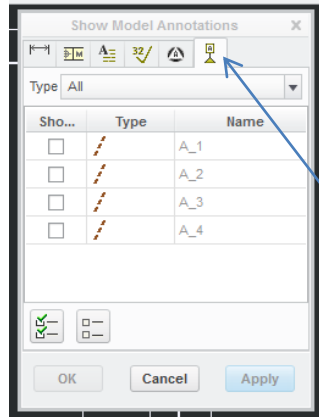 Show Model Annotations
Type All
Sho... Type Name
A_1
A_2
A_3
A_4
OK Cancel Apply